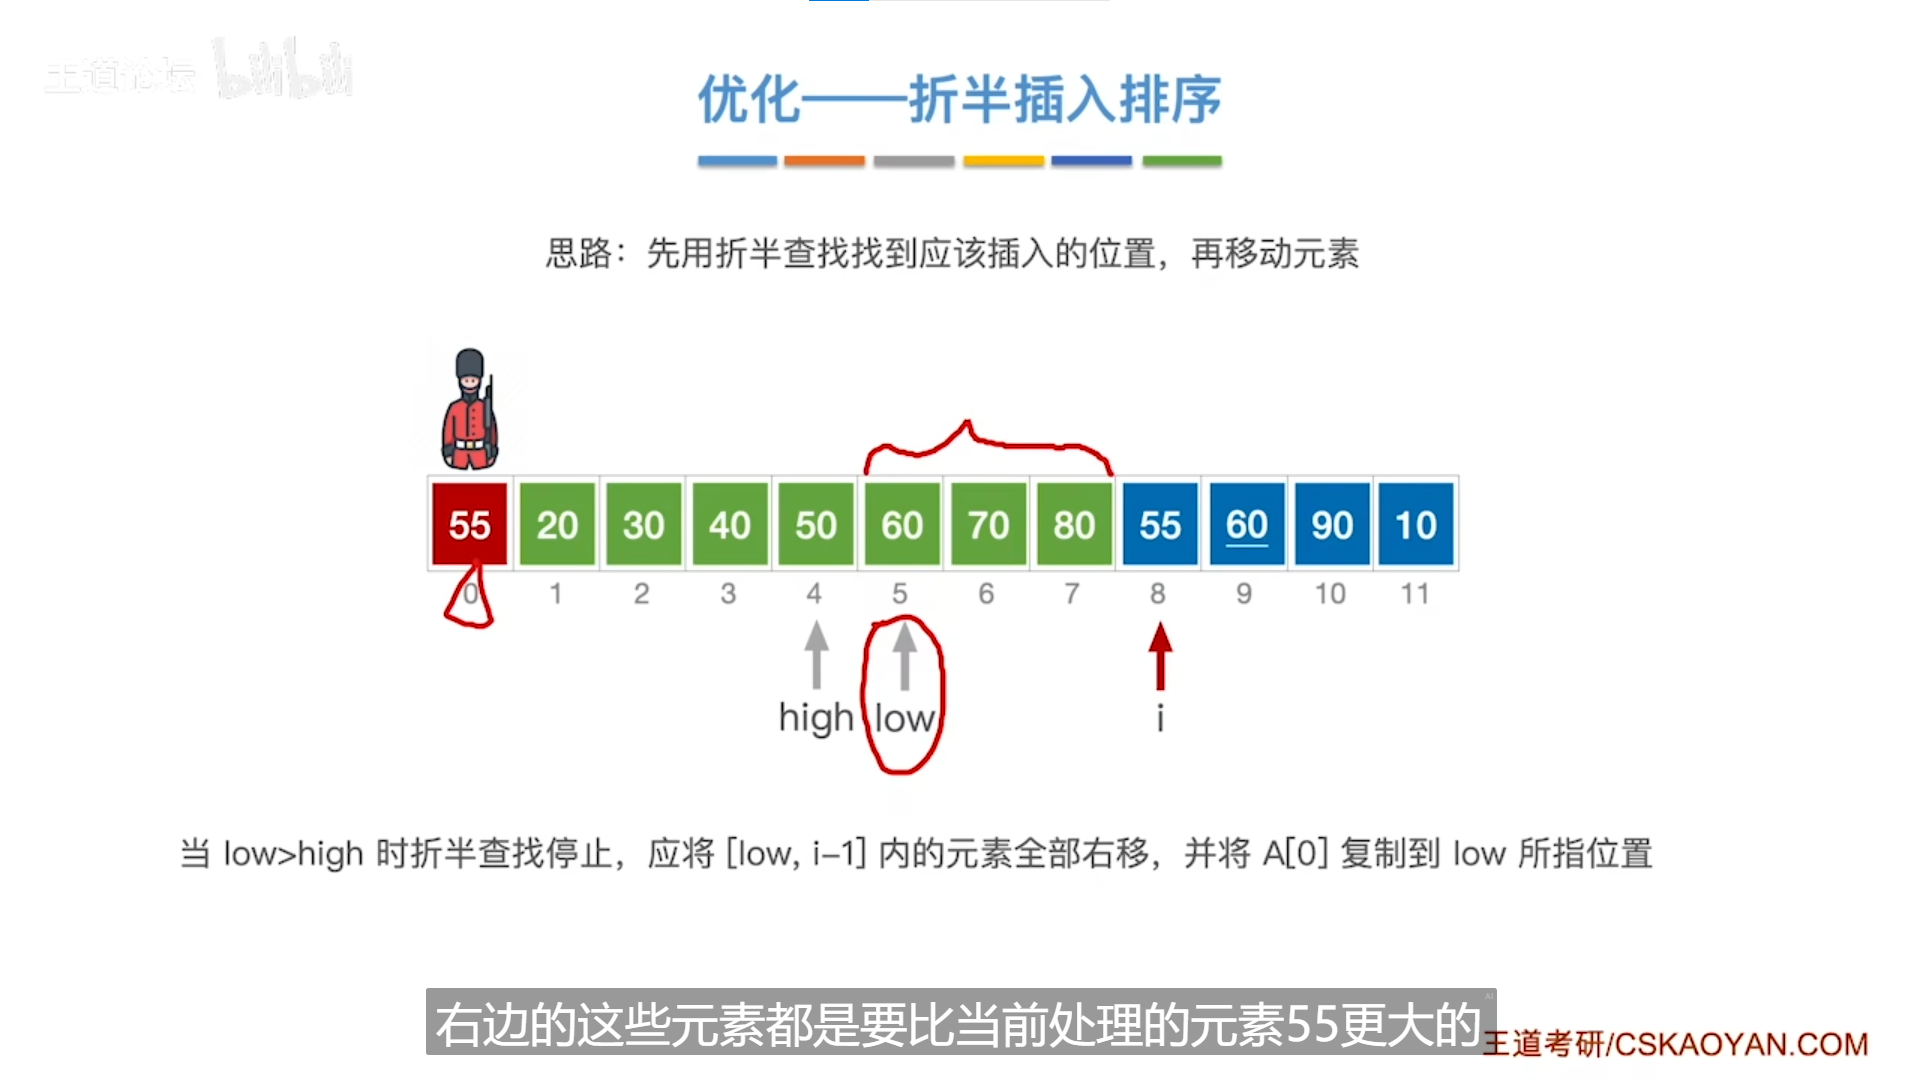 王道论坛 bilibili
优化——折半插入排序
思路：先用折半查找找到应该插入的位置，再移动元素
55 20 30 40 50 60 70 80 55 60 90 10
0 1 2 3 4 5 6 7 8 9 10 11
high low i
当 low>high 时折半查找停止，应将 [low, i-1] 内的元素全部右移，并将 A[0] 复制到 low 所指位置
右边的这些元素都是要比当前处理的元素55更大的
AI
王道考研/CSKAOYAN.COM